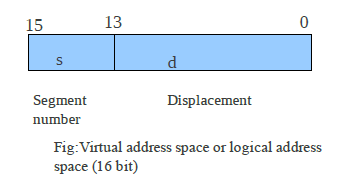 15 13 0
s d
Segment Displacement
number
Fig:Virtual address space or logical address
space (16 bit)